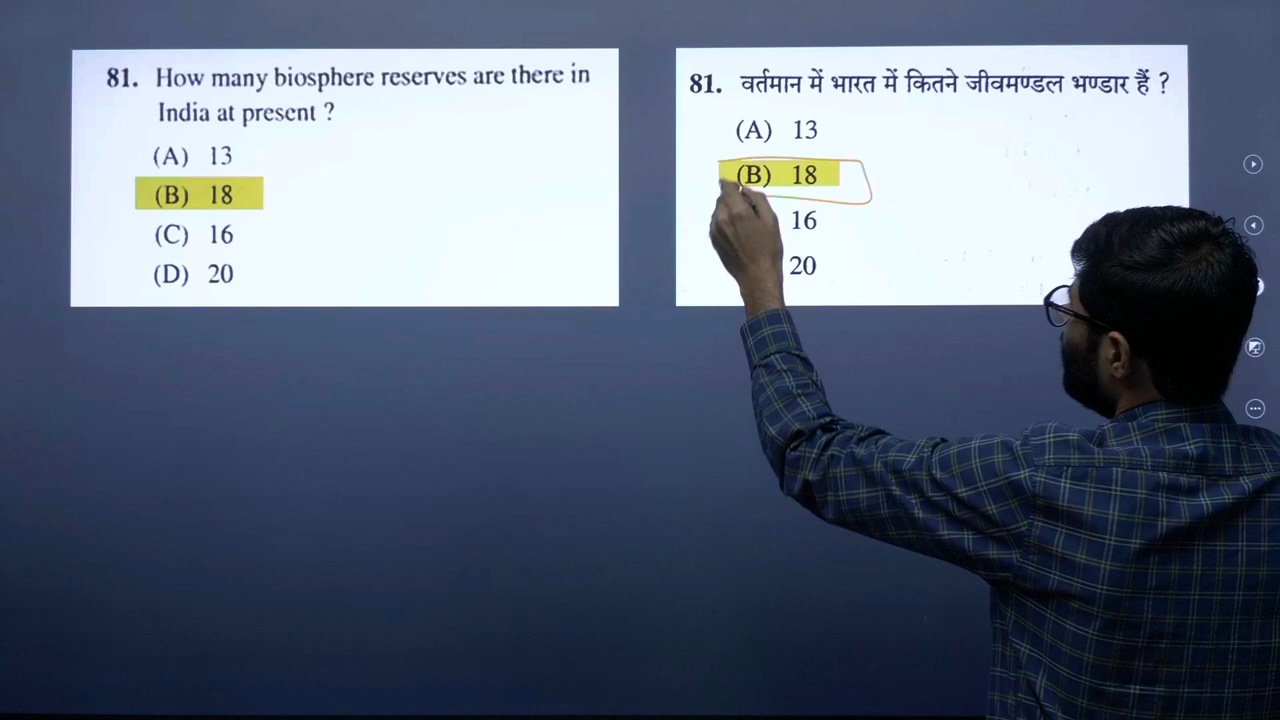 81. How many biosphere reserves are there in
India at present ?
(A) 13
(B) 18
(C) 16
(D) 20
81. वर्तमान में भारत में कितने जीवमण्डल भण्डार हैं ?
(A) 13
(B) 18
16
20